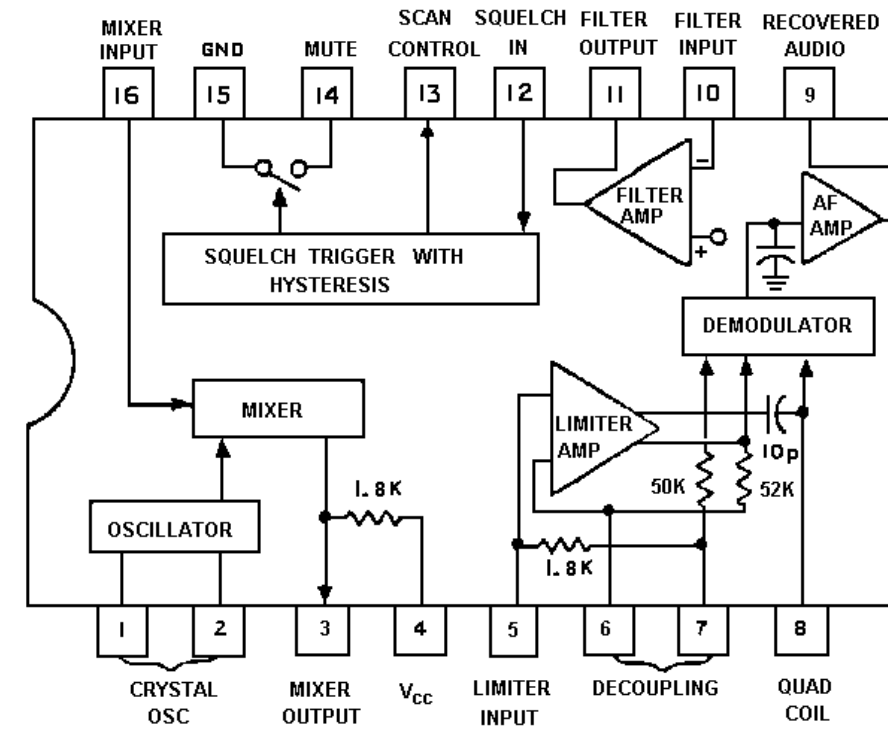 MIXER
INPUT
GND
MUTE
SCAN
CONTROL
SQUELCH
IN
FILTER
OUTPUT
FILTER
INPUT
RECOVERED
AUDIO
16
15
14
13
12
11
10
9
FILTER
AMP
−
+
AF
AMP
SQUELCH TRIGGER WITH
HYSTERESIS
DEMODULATOR
MIXER
LIMITER
AMP
10p
1.8K
50K
52K
OSCILLATOR
1.8K
1
2
3
4
5
6
7
8
CRYSTAL
OSC
MIXER
OUTPUT
VCC
LIMITER
INPUT
DECOUPLING
QUAD
COIL